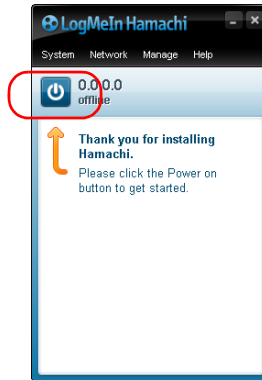 LogMeIn Hamachi
System Network Manage Help
0.0.0.0
offline
Thank you for installing
Hamachi.
Please click the Power on
button to get started.